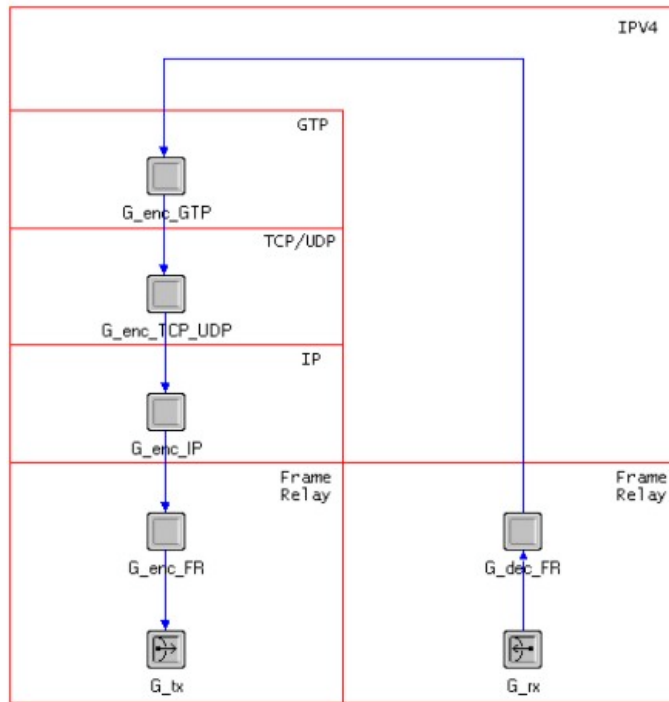 IPV4
GTP
G_enc_GTP
TCP/UDP
G_enc_TCP_UDP
IP
G_enc_IP
Frame
Relay
Frame
Relay
G_enc_FR
G_dec_FR
G_tx
G_rx